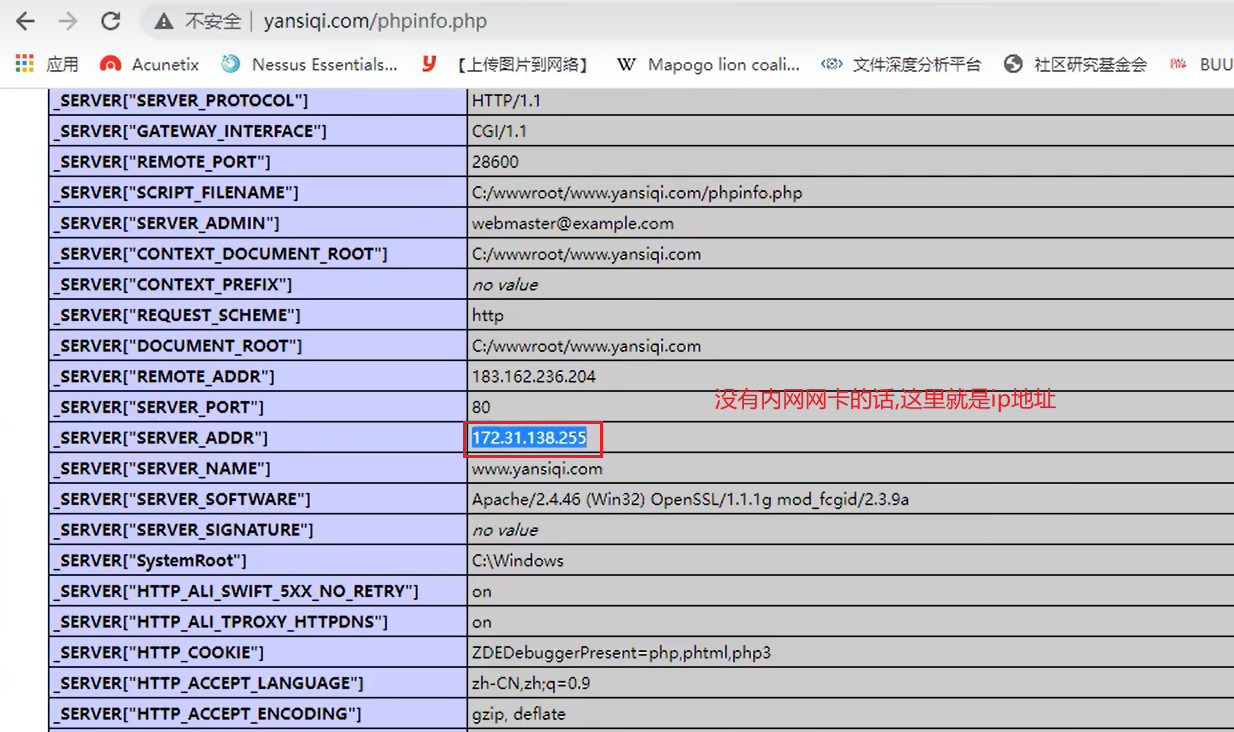 不安全 | yansiqi.com/phpinfo.php
应用 Acunetix Nessus Essentials... 【上传图片到网络】 W Mapogo lion coali... 文件深度分析平台 社区研究基金会 BUU
_SERVER["SERVER_PROTOCOL"] HTTP/1.1
_SERVER["GATEWAY_INTERFACE"] CGI/1.1
_SERVER["REMOTE_PORT"] 28600
_SERVER["SCRIPT_FILENAME"] C:/wwwroot/www.yansiqi.com/phpinfo.php
_SERVER["SERVER_ADMIN"] webmaster@example.com
_SERVER["CONTEXT_DOCUMENT_ROOT"] C:/wwwroot/www.yansiqi.com
_SERVER["CONTEXT_PREFIX"] no value
_SERVER["REQUEST_SCHEME"] http
_SERVER["DOCUMENT_ROOT"] C:/wwwroot/www.yansiqi.com
_SERVER["REMOTE_ADDR"] 183.162.236.204
_SERVER["SERVER_PORT"] 80
没有内网网卡的话,这里就是ip地址
_SERVER["SERVER_ADDR"] 172.31.138.255
_SERVER["SERVER_NAME"] www.yansiqi.com
_SERVER["SERVER_SOFTWARE"] Apache/2.4.46 (Win32) OpenSSL/1.1.1g mod_fcgid/2.3.9a
_SERVER["SERVER_SIGNATURE"] no value
_SERVER["SystemRoot"] C:\Windows
_SERVER["HTTP_ALI_SWIFT_5XX_NO_RETRY"] on
_SERVER["HTTP_ALI_TPROXY_HTTPDNS"] on
_SERVER["HTTP_COOKIE"] ZDEDebuggerPresent=php,phtml,php3
_SERVER["HTTP_ACCEPT_LANGUAGE"] zh-CN,zh;q=0.9
_SERVER["HTTP_ACCEPT_ENCODING"] gzip, deflate